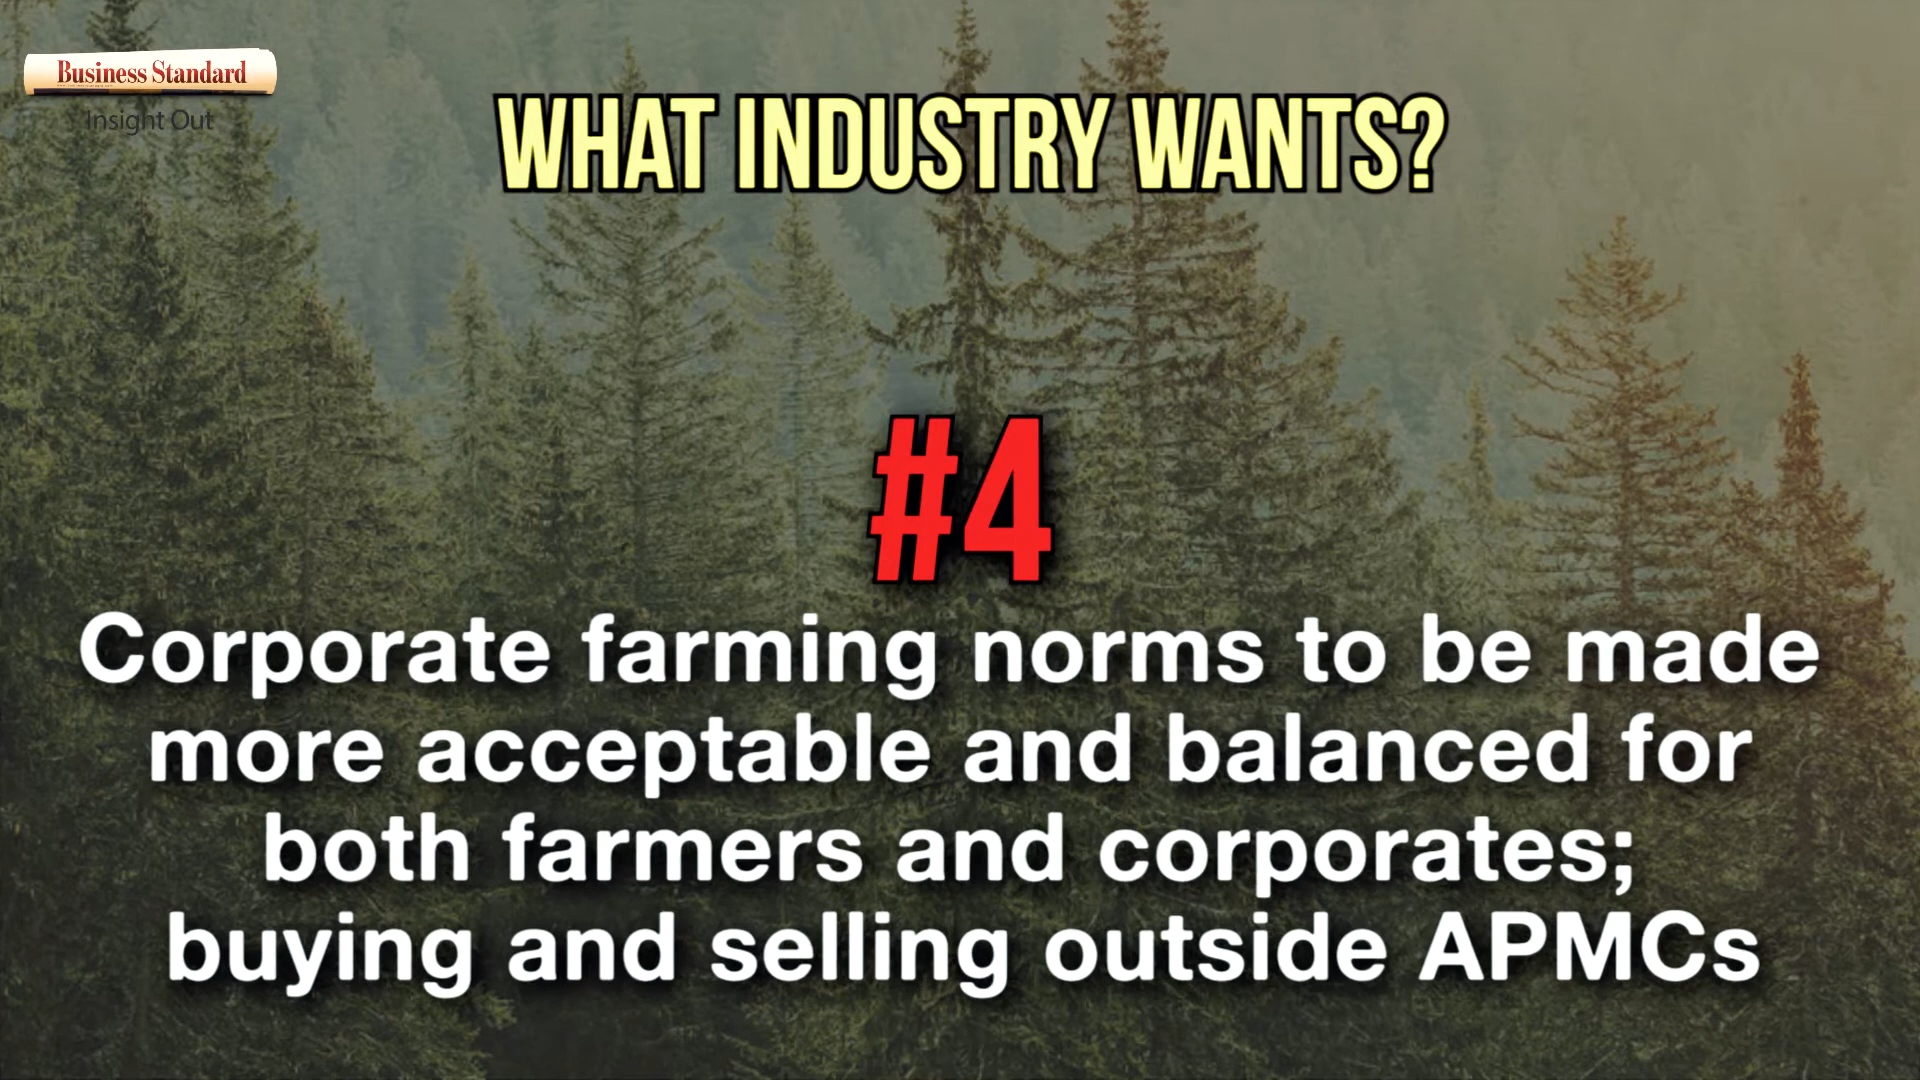 Business Standard
Insight Out
WHAT INDUSTRY WANTS?
#4
Corporate farming norms to be made
more acceptable and balanced for
both farmers and corporates;
buying and selling outside APMCs